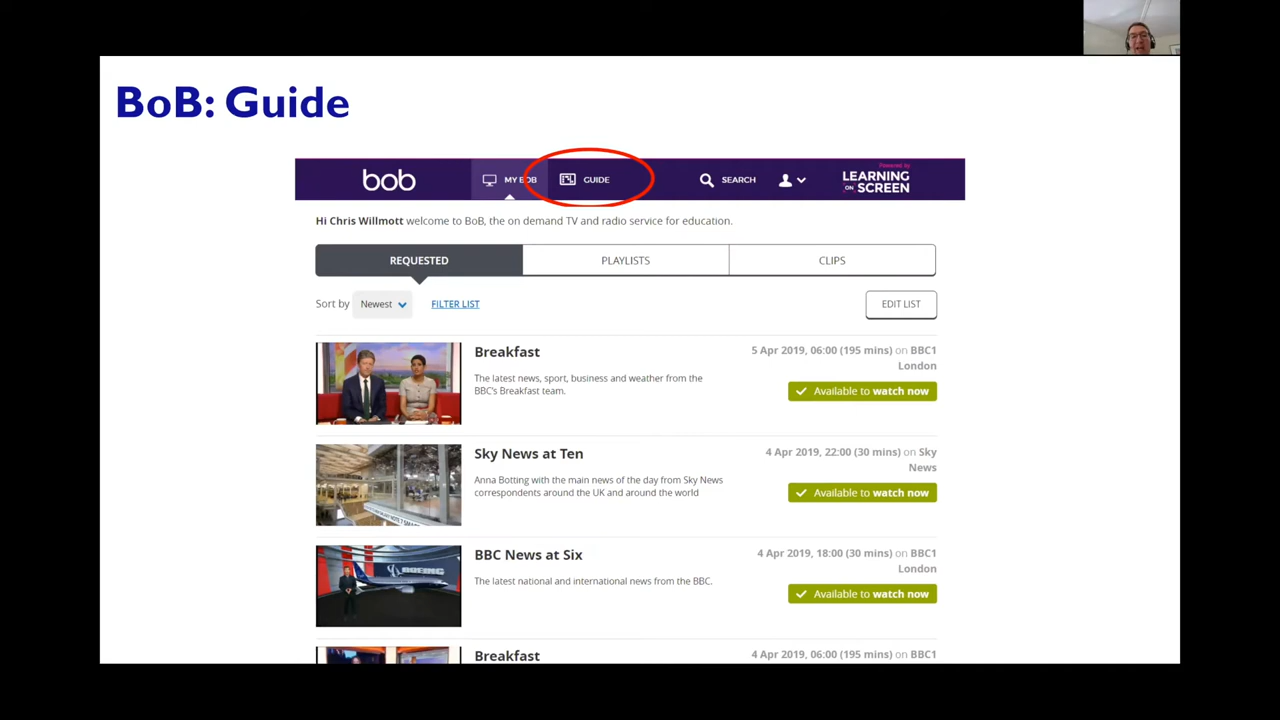 BoB: Guide
bob
MY BOB
GUIDE
SEARCH
Powered by
LEARNING
ON SCREEN
Hi Chris Willmott welcome to BoB, the on demand TV and radio service for education.
REQUESTED
PLAYLISTS
CLIPS
Sort by
Newest
FILTER LIST
EDIT LIST
Breakfast
5 Apr 2019, 06:00 (195 mins) on BBC1
London
The latest news, sport, business and weather from the
BBC's Breakfast team.
Available to watch now
Sky News at Ten
4 Apr 2019, 22:00 (30 mins) on Sky
News
Anna Botting with the main news of the day from Sky News
correspondents around the UK and around the world
Available to watch now
BBC News at Six
4 Apr 2019, 18:00 (30 mins) on BBC1
London
The latest national and international news from the BBC.
Available to watch now
BOEING
Breakfast
4 Apr 2019, 06:00 (195 mins) on BBC1